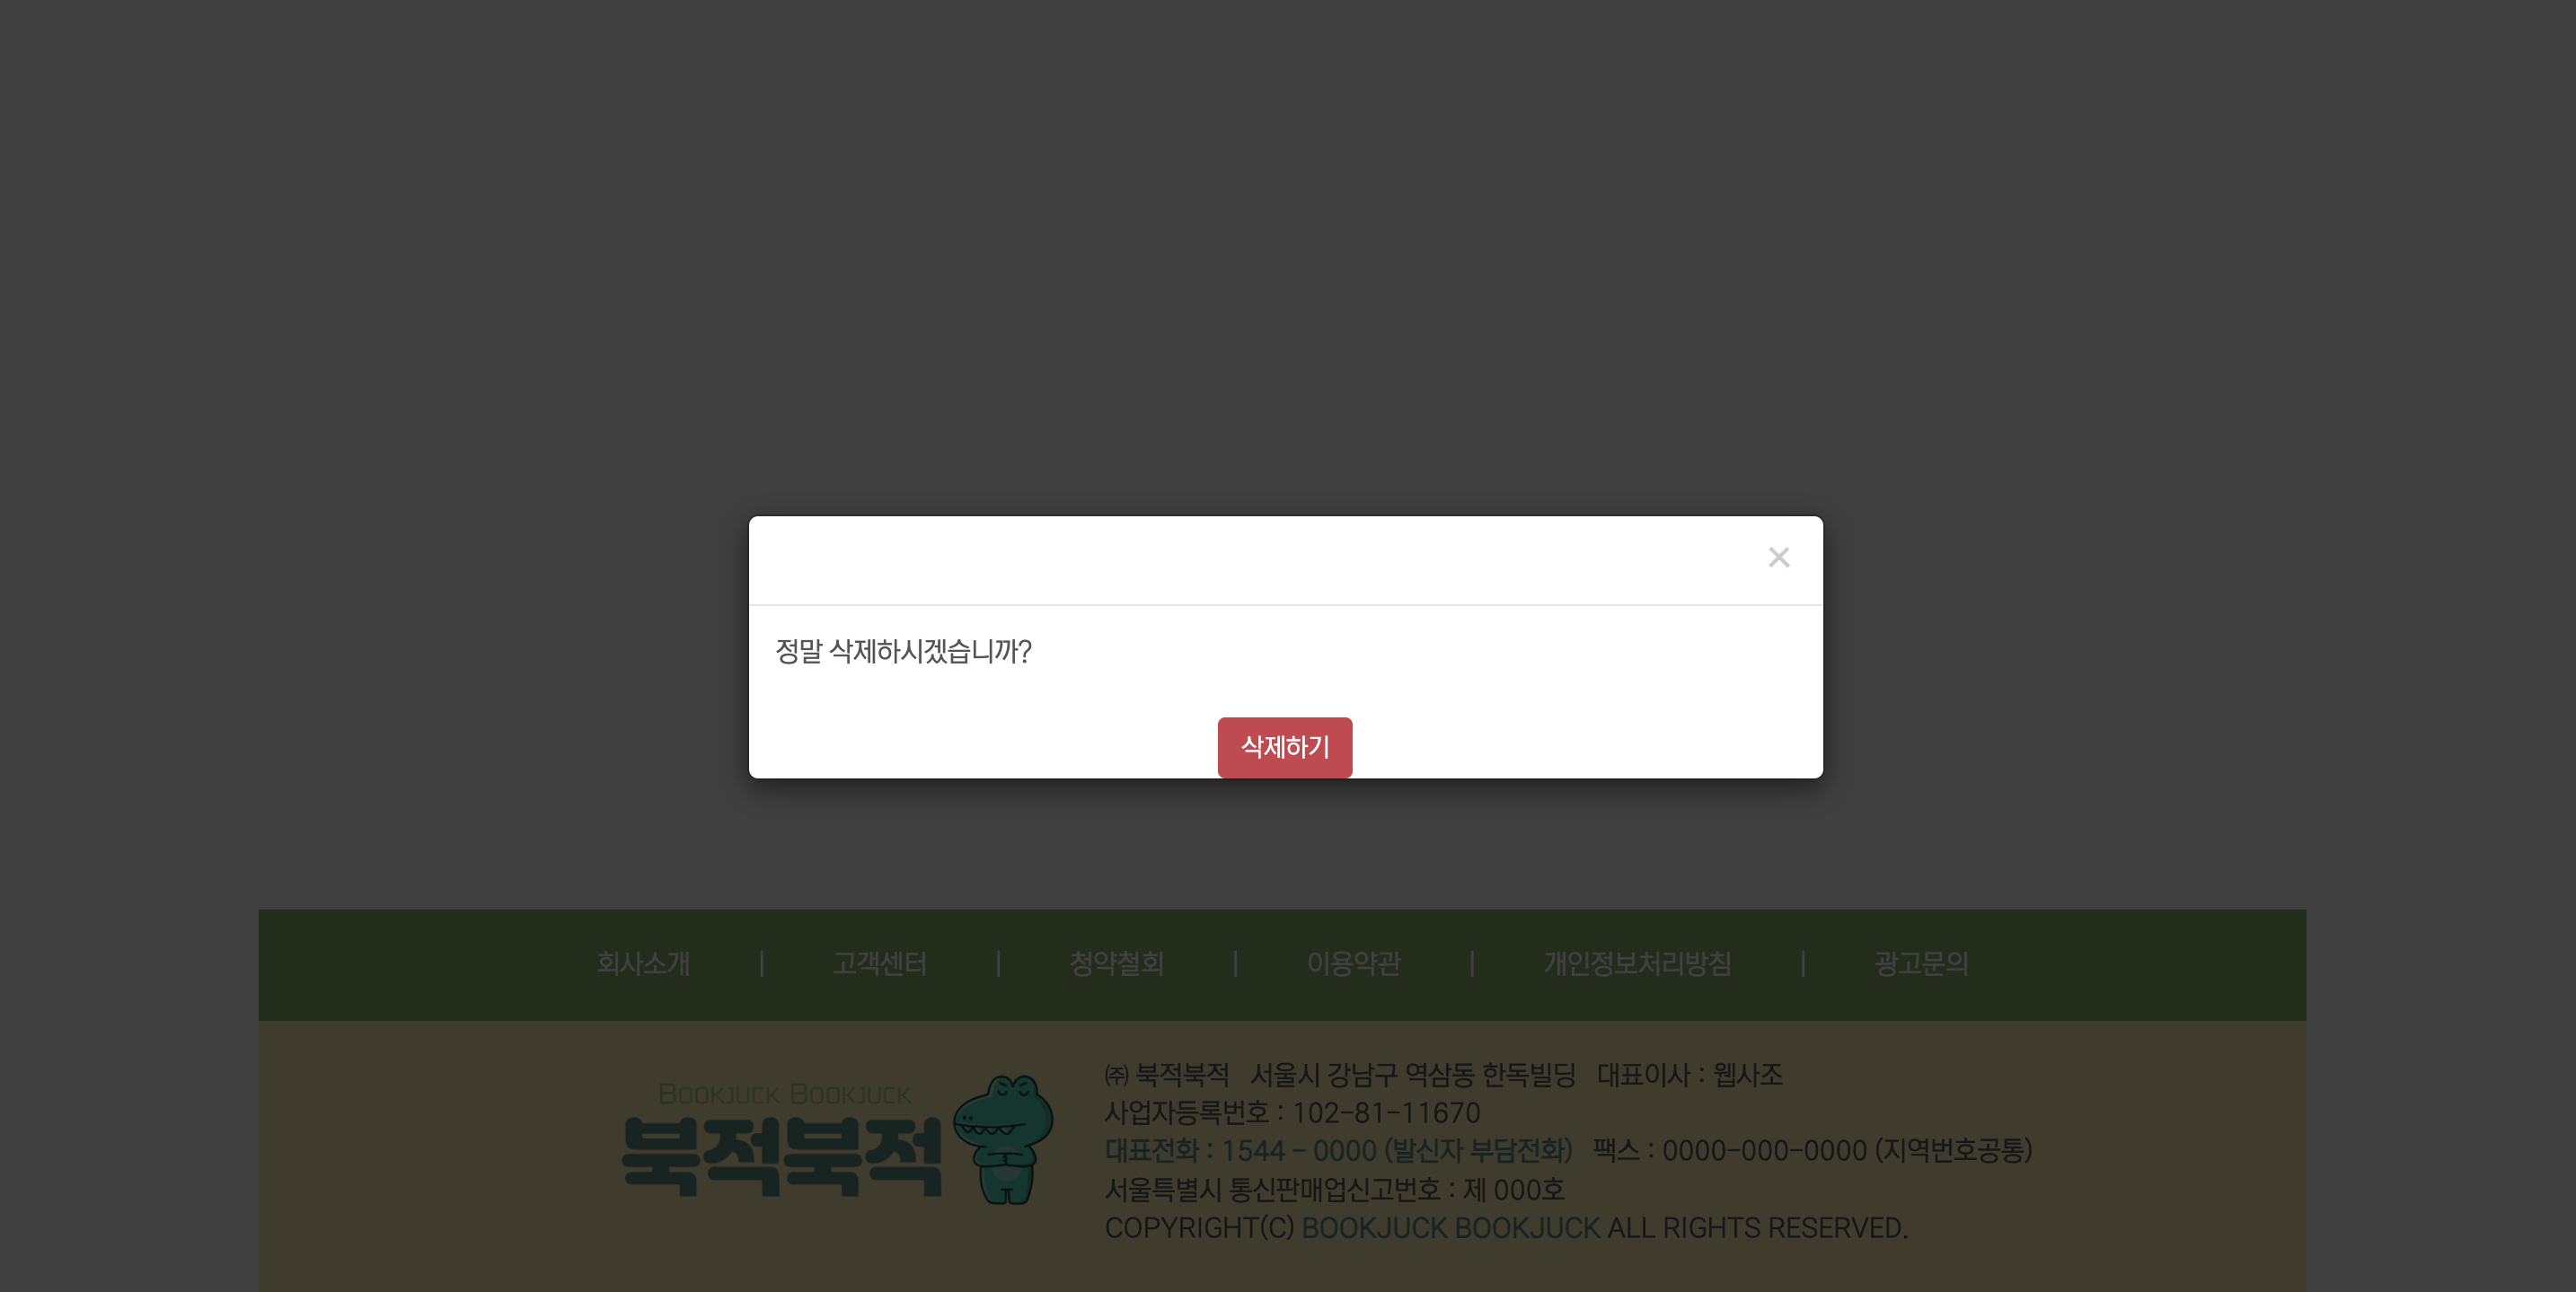 ×
정말 삭제하시겠습니까?
삭제하기
회사소개 | 고객센터 | 청약철회 | 이용약관 | 개인정보처리방침 | 광고문의
BOOKJUCK BOOKJUCK
북적북적
㈜ 북적북적 서울시 강남구 역삼동 한독빌딩 대표이사 : 웹사조
사업자등록번호 : 102-81-11670
대표전화 : 1544 - 0000 (발신자 부담전화) 팩스 : 0000-000-0000 (지역번호공통)
서울특별시 통신판매업신고번호 : 제 000호
COPYRIGHT(C) BOOKJUCK BOOKJUCK ALL RIGHTS RESERVED.